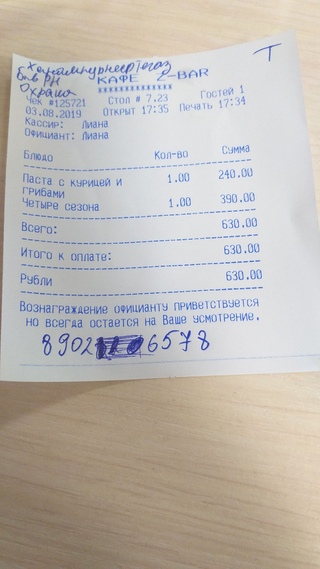 Харампурнефтегаз
Охрана
Т
КАФЕ 2-BAR
Чек #125721 Стол # 7.23 Гостей 1
03.08.2019 Открыт 17:35 Печать 17:34
Кассир: Лиана
Официант: Лиана
Блюдо Кол-во Сумма
Паста с курицей и 1.00 240.00
грибами
Четыре сезона 1.00 390.00
Всего: 630.00
Итого к оплате: 630.00
Рубли 630.00
Вознаграждение официанту приветствуется
но всегда остается на Ваше усмотрение.
8902 6578